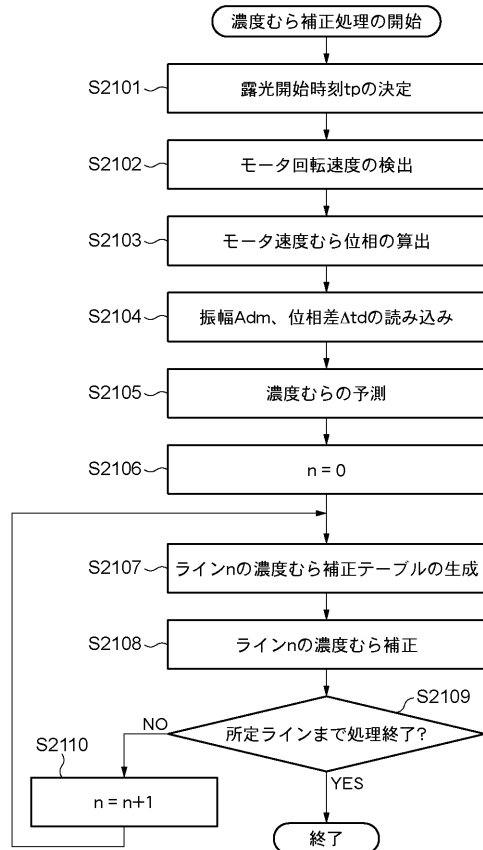 濃度むら補正処理の開始
S2101
露光開始時刻tpの決定
S2102
モータ回転速度の検出
S2103
モータ速度むら位相の算出
S2104
振幅Adm、位相差Δtdの読み込み
S2105
濃度むらの予測
S2106
n = 0
S2107
ラインnの濃度むら補正テーブルの生成
S2108
ラインnの濃度むら補正
S2109
所定ラインまで処理終了?
NO
S2110
n = n+1
YES
終了